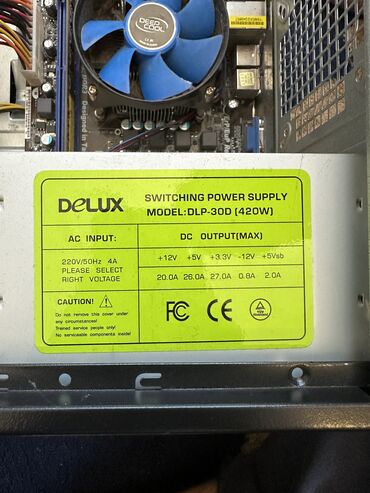 DEEP
COOL
DELUX
SWITCHING POWER SUPPLY
MODEL:DLP-30D (420W)
AC INPUT:
DC OUTPUT(MAX)
220V/50Hz 4A
PLEASE SELECT
RIGHT VOLTAGE
+12V +5V +3.3V -12V +5Vsb
20.0A 26.0A 27.0A 0.8A 2.0A
CAUTION!
Do not remove this cover under
any circumstances!
Trained service people only!
No serviceable components inside!
FC CE